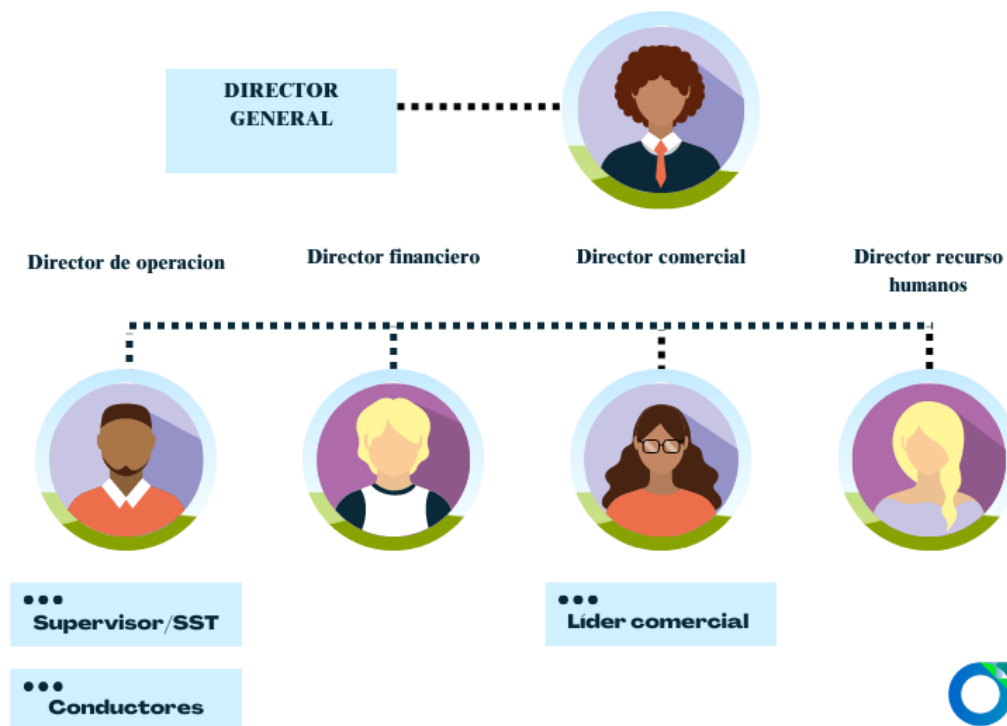 DIRECTOR
GENERAL
Director de operacion
Director financiero
Director comercial
Director recurso
humanos
Supervisor/SST
Líder comercial
Conductores